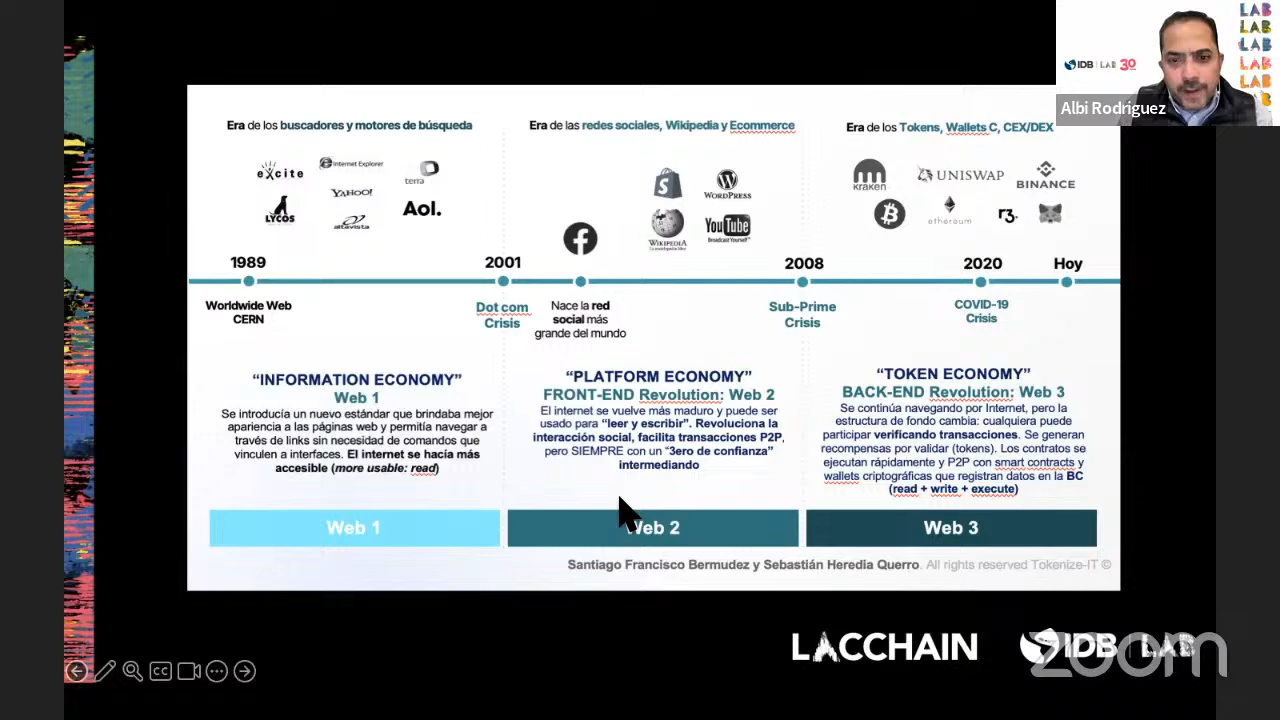 LAB
LAB
LAB
LAB
LAB
IDB | LAB 30
Albi Rodriguez
Era de los buscadores y motores de búsqueda
Era de las redes sociales, Wikipedia y Ecommerce
Era de los Tokens, Wallets C, CEX/DEX
excite
Internet Explorer
terra
YAHOO!
LYCOS
altavista
Aol.
WORDPRESS
WIKIPEDIA
YouTube
Broadcast Yourself
kraken
UNISWAP
BINANCE
ethereum
r3.
1989
2001
2008
2020
Hoy
Worldwide Web
CERN
Dot com
Crisis
Nace la red
social más
grande del mundo
Sub-Prime
Crisis
COVID-19
Crisis
“INFORMATION ECONOMY”
Web 1
Se introducía un nuevo estándar que brindaba mejor
apariencia a las páginas web y permitía navegar a
través de links sin necesidad de comandos que
vinculen a interfaces. El internet se hacía más
accesible (more usable: read)
“PLATFORM ECONOMY”
FRONT-END Revolution: Web 2
El internet se vuelve más maduro y puede ser
usado para “leer y escribir”. Revoluciona la
interacción social, facilita transacciones P2P,
pero SIEMPRE con un “3ero de confianza”
intermediando
“TOKEN ECONOMY”
BACK-END Revolution: Web 3
Se continúa navegando por Internet, pero la
estructura de fondo cambia: cualquiera puede
participar verificando transacciones. Se generan
recompensas por validar (tokens). Los contratos se
ejecutan rápidamente y P2P con smart contracts y
wallets criptográficas que registran datos en la BC
(read + write + execute)
Web 1
Web 2
Web 3
Santiago Francisco Bermudez y Sebastián Heredia Querro. All rights reserved Tokenize-IT ©
LACCHAIN
IDB | LAB
zoom
CC